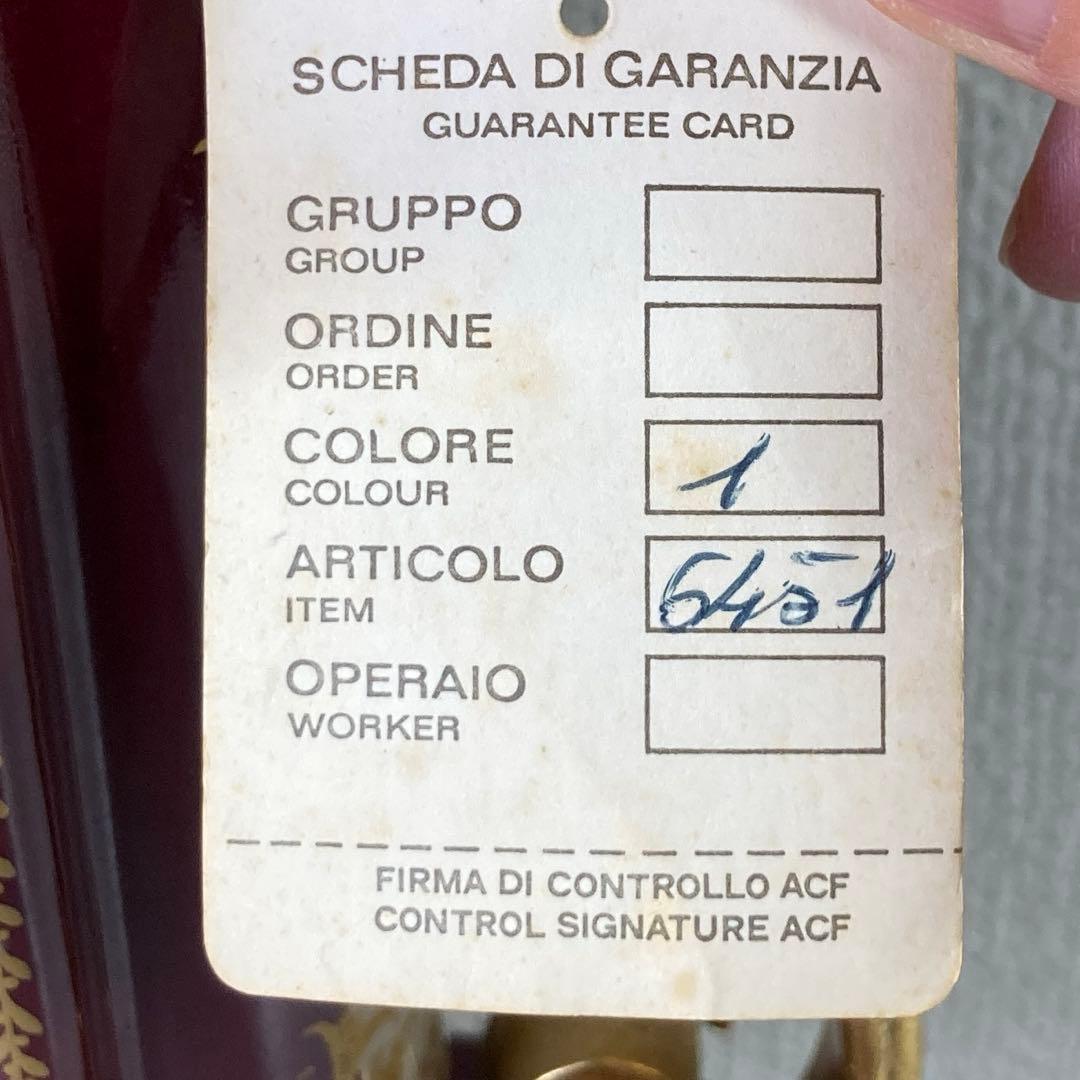 SCHEDA DI GARANZIA
GUARANTEE CARD
GRUPPO
GROUP
ORDINE
ORDER
COLORE
COLOUR
1
ARTICOLO
ITEM
6451
OPERAIO
WORKER
FIRMA DI CONTROLLO ACF
CONTROL SIGNATURE ACF